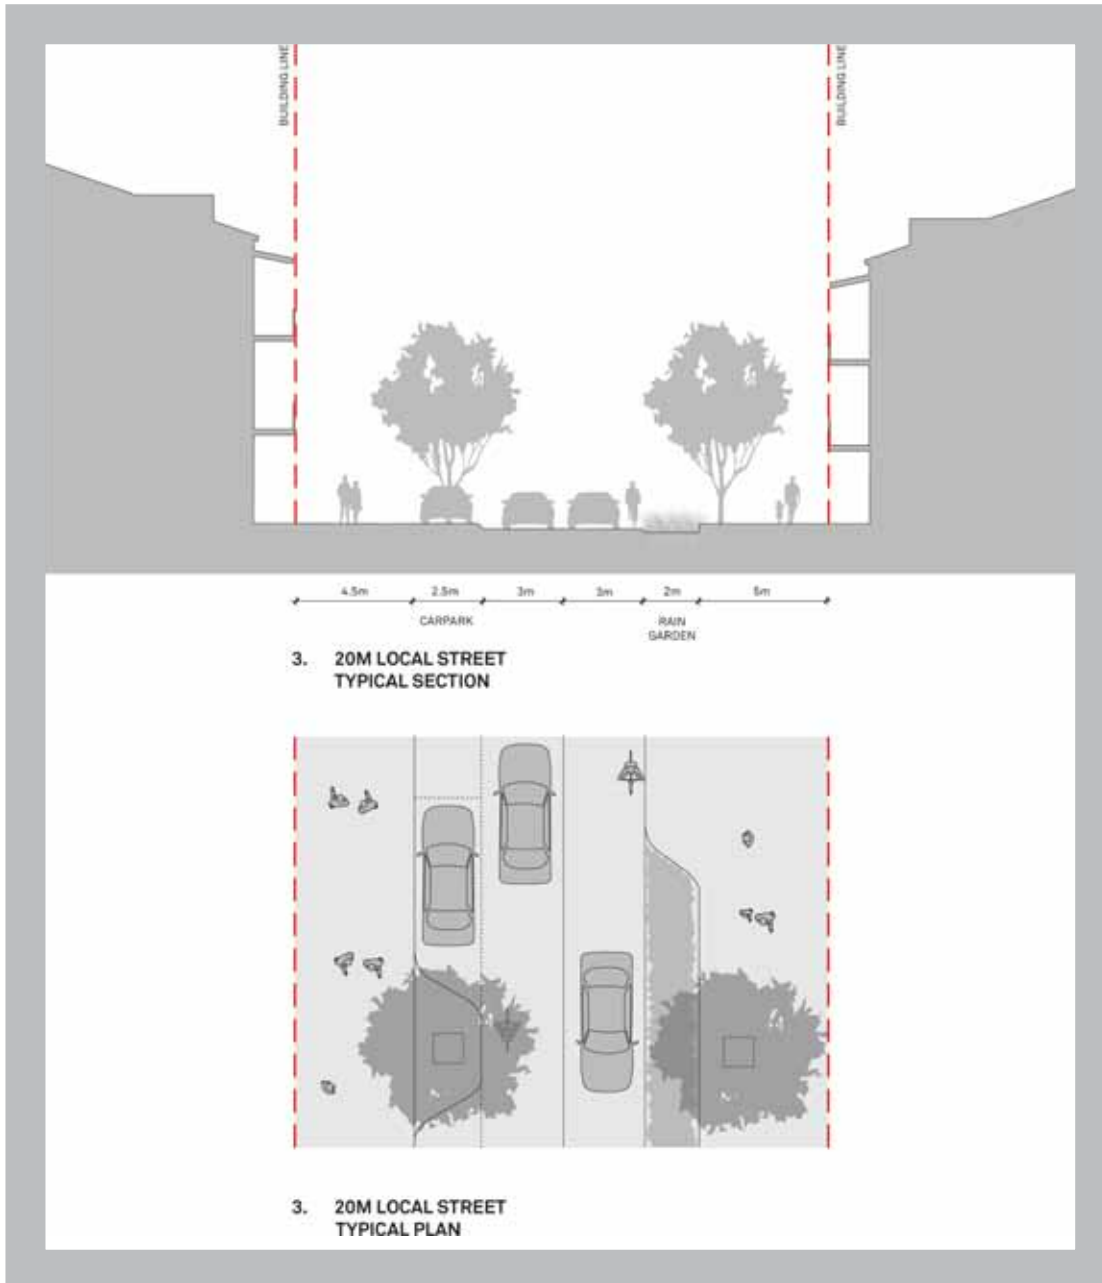 BUILDING LINE
BUILDING LINE
4.5m 2.5m 3m 3m 2m 5m
CARPARK RAIN
GARDEN
3. 20M LOCAL STREET
TYPICAL SECTION
3. 20M LOCAL STREET
TYPICAL PLAN